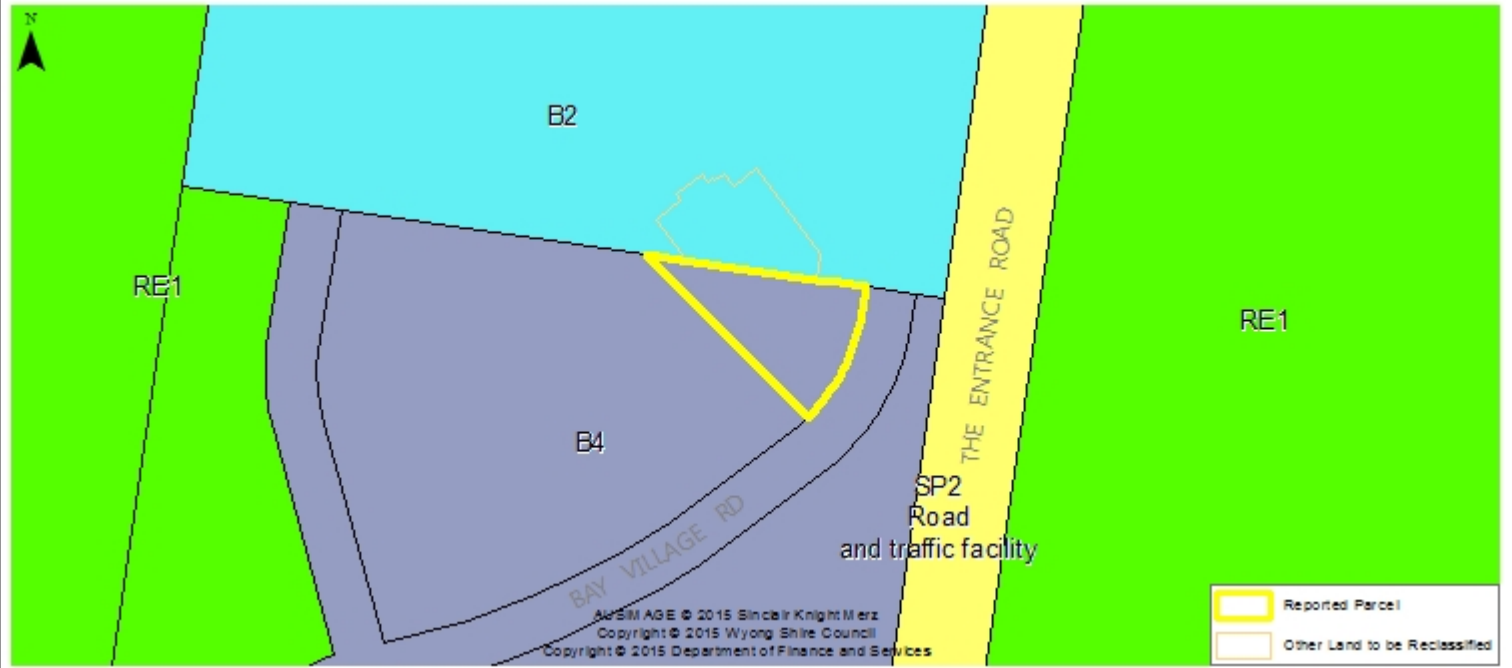 N
B2
THE ENTRANCE ROAD
RE1
RE1
B4
SP2
Road
and traffic facility
BAY VILLAGE RD
AUSIMAGE © 2015 Sinclair Knight Merz
Copyright © 2015 Wyong Shire Council
Copyright © 2015 Department of Finance and Services
Reported Parcel
Other Land to be Reclassified